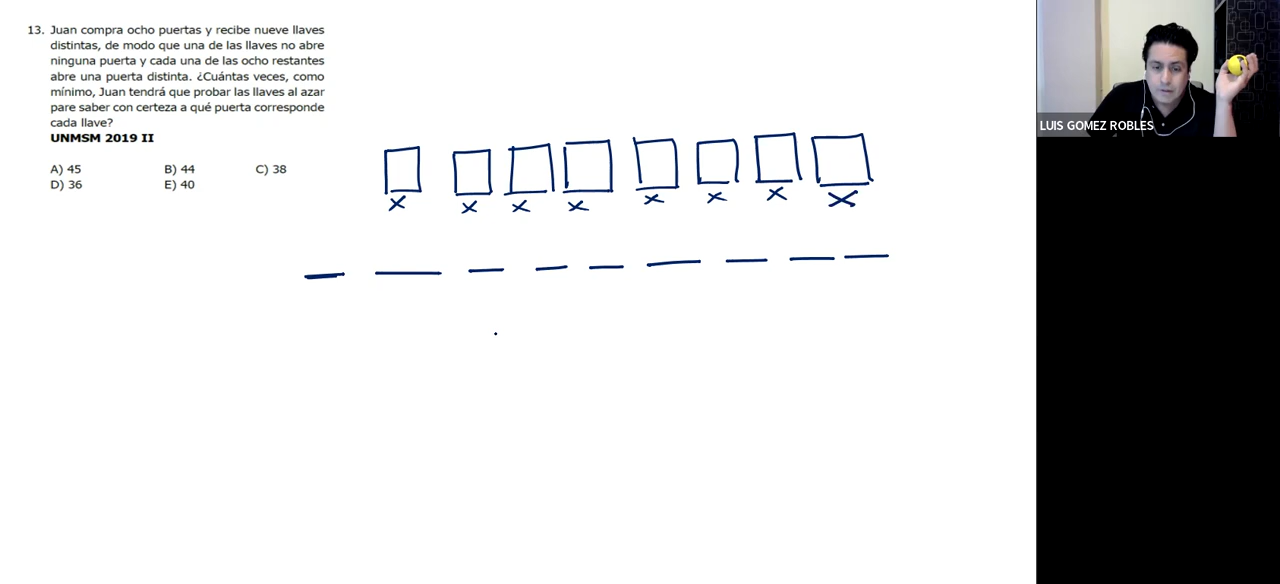 13. Juan compra ocho puertas y recibe nueve llaves
distintas, de modo que una de las llaves no abre
ninguna puerta y cada una de las ocho restantes
abre una puerta distinta. ¿Cuántas veces, como
mínimo, Juan tendrá que probar las llaves al azar
pare saber con certeza a qué puerta corresponde
cada llave?
UNMSM 2019 II
A) 45 B) 44 C) 38
D) 36 E) 40
x x x x x x x x
LUIS GOMEZ ROBLES